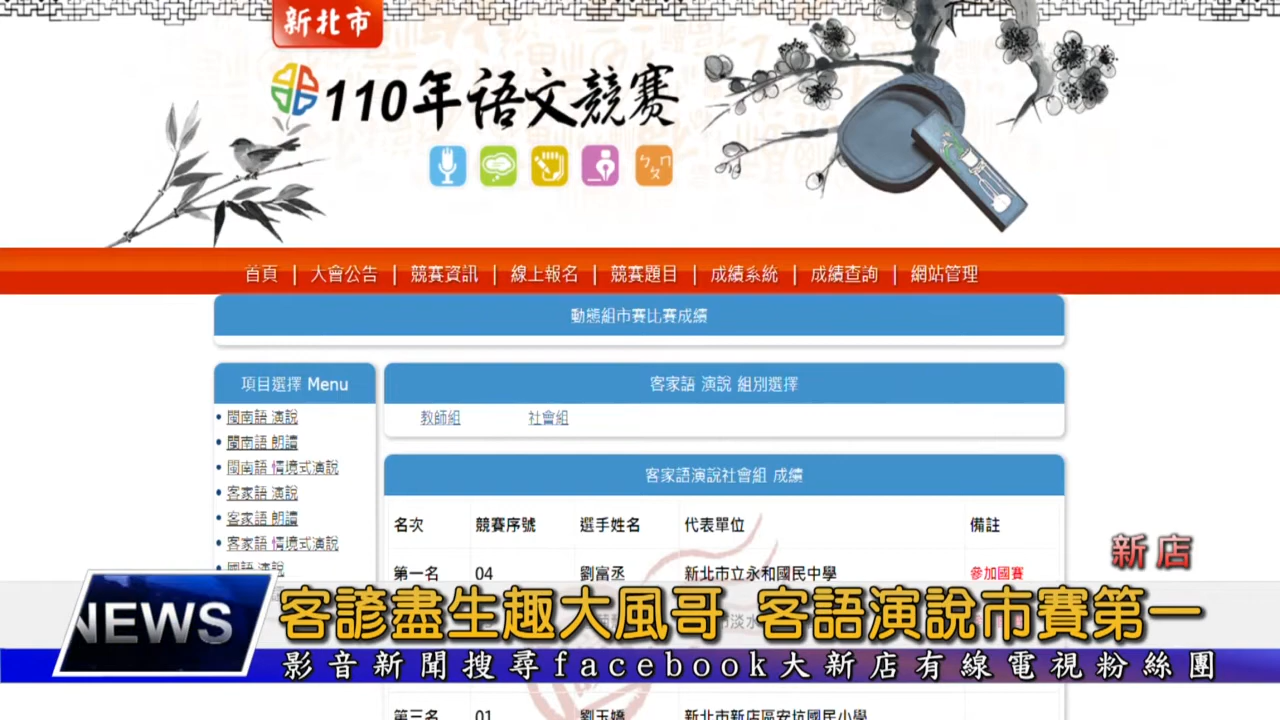 新北市
110年语文競赛
ㄅㄆㄇ
首頁 | 大會公告 | 競賽資訊 | 線上報名 | 競賽題目 | 成績系統 | 成績查詢 | 網站管理
動態組市賽比賽成績
項目選擇 Menu
閩南語 演說
閩南語 朗讀
閩南語 情境式演說
客家語 演說
客家語 朗讀
客家語 情境式演說
國語 演說
客家語 演說 組別選擇
教師組 社會組
客家語演說社會組 成績
名次 競賽序號 選手姓名 代表單位 備註
第一名 04 劉富丞 新北市立永和國民中學 參加國賽
第三名 01 劉玉嬌 新北市新店區安坑國民小學
新店
NEWS
客諺盡生趣大風哥 客語演說市賽第一
影音新聞搜尋facebook大新店有線電視粉絲團